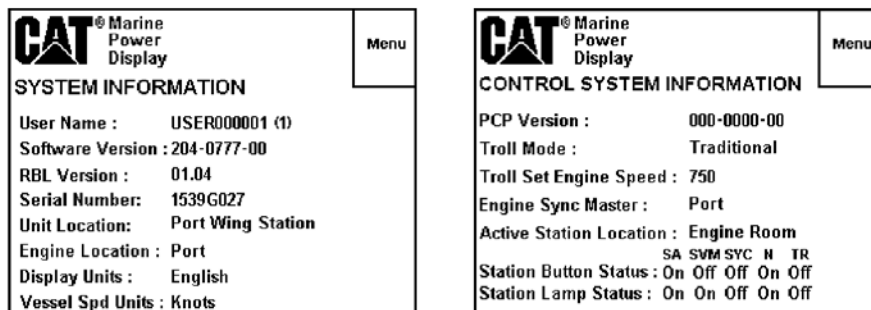 CAT® Marine
Power
Display
Menu
SYSTEM INFORMATION
User Name : USER000001 (1)
Software Version : 204-0777-00
RBL Version : 01.04
Serial Number: 1539G027
Unit Location: Port Wing Station
Engine Location : Port
Display Units : English
Vessel Spd Units : Knots
CAT® Marine
Power
Display
Menu
CONTROL SYSTEM INFORMATION
PCP Version : 000-0000-00
Troll Mode : Traditional
Troll Set Engine Speed : 750
Engine Sync Master : Port
Active Station Location : Engine Room
SA SVM SYC N TR
Station Button Status : On Off Off On Off
Station Lamp Status : On On Off On Off